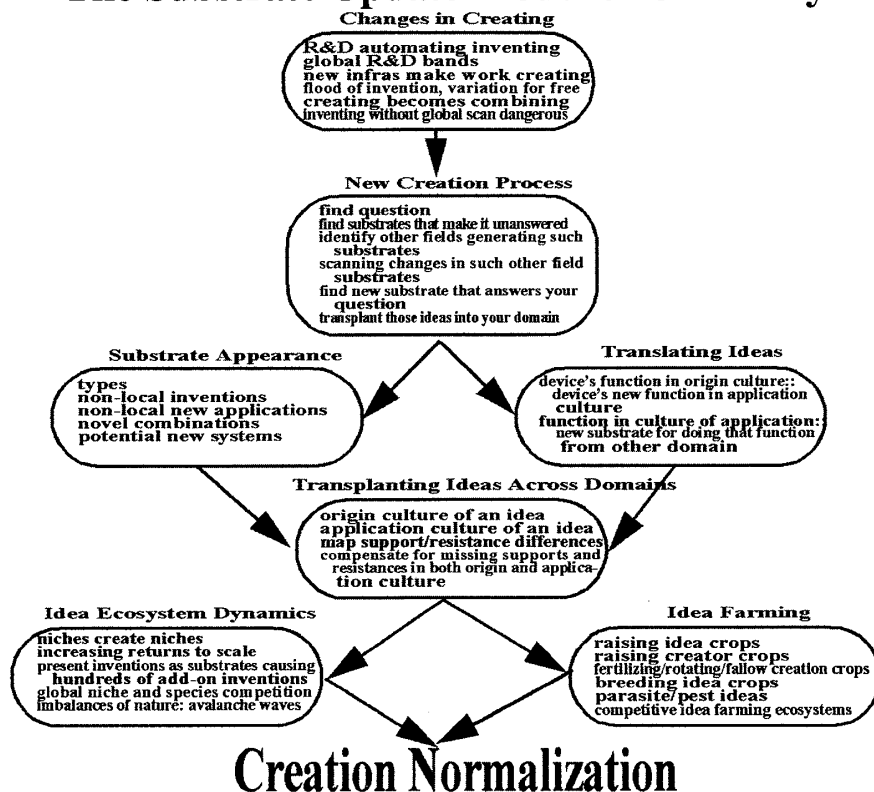 Changes in Creating
R&D automating inventing
global R&D bands
new infras make work creating
flood of invention, variation for free
creating becomes combining
inventing without global scan dangerous
New Creation Process
find question
find substrates that make it unanswered
identify other fields generating such
substrates
scanning changes in such other field
substrates
find new substrate that answers your
question
transplant those ideas into your domain
Substrate Appearance
types
non-local inventions
non-local new applications
novel combinations
potential new systems
Translating Ideas
device's function in origin culture::
device's new function in application
culture
function in culture of application::
new substrate for doing that function
from other domain
Transplanting Ideas Across Domains
origin culture of an idea
application culture of an idea
map support/resistance differences
compensate for missing supports and
resistances in both origin and applica-
tion culture
Idea Ecosystem Dynamics
niches create niches
increasing returns to scale
present inventions as substrates causing
hundreds of add-on inventions
global niche and species competition
imbalances of nature: avalanche waves
Idea Farming
raising idea crops
raising creator crops
fertilizing/rotating/fallow creation crops
breeding idea crops
parasite/pest ideas
competitive idea farming ecosystems
Creation Normalization